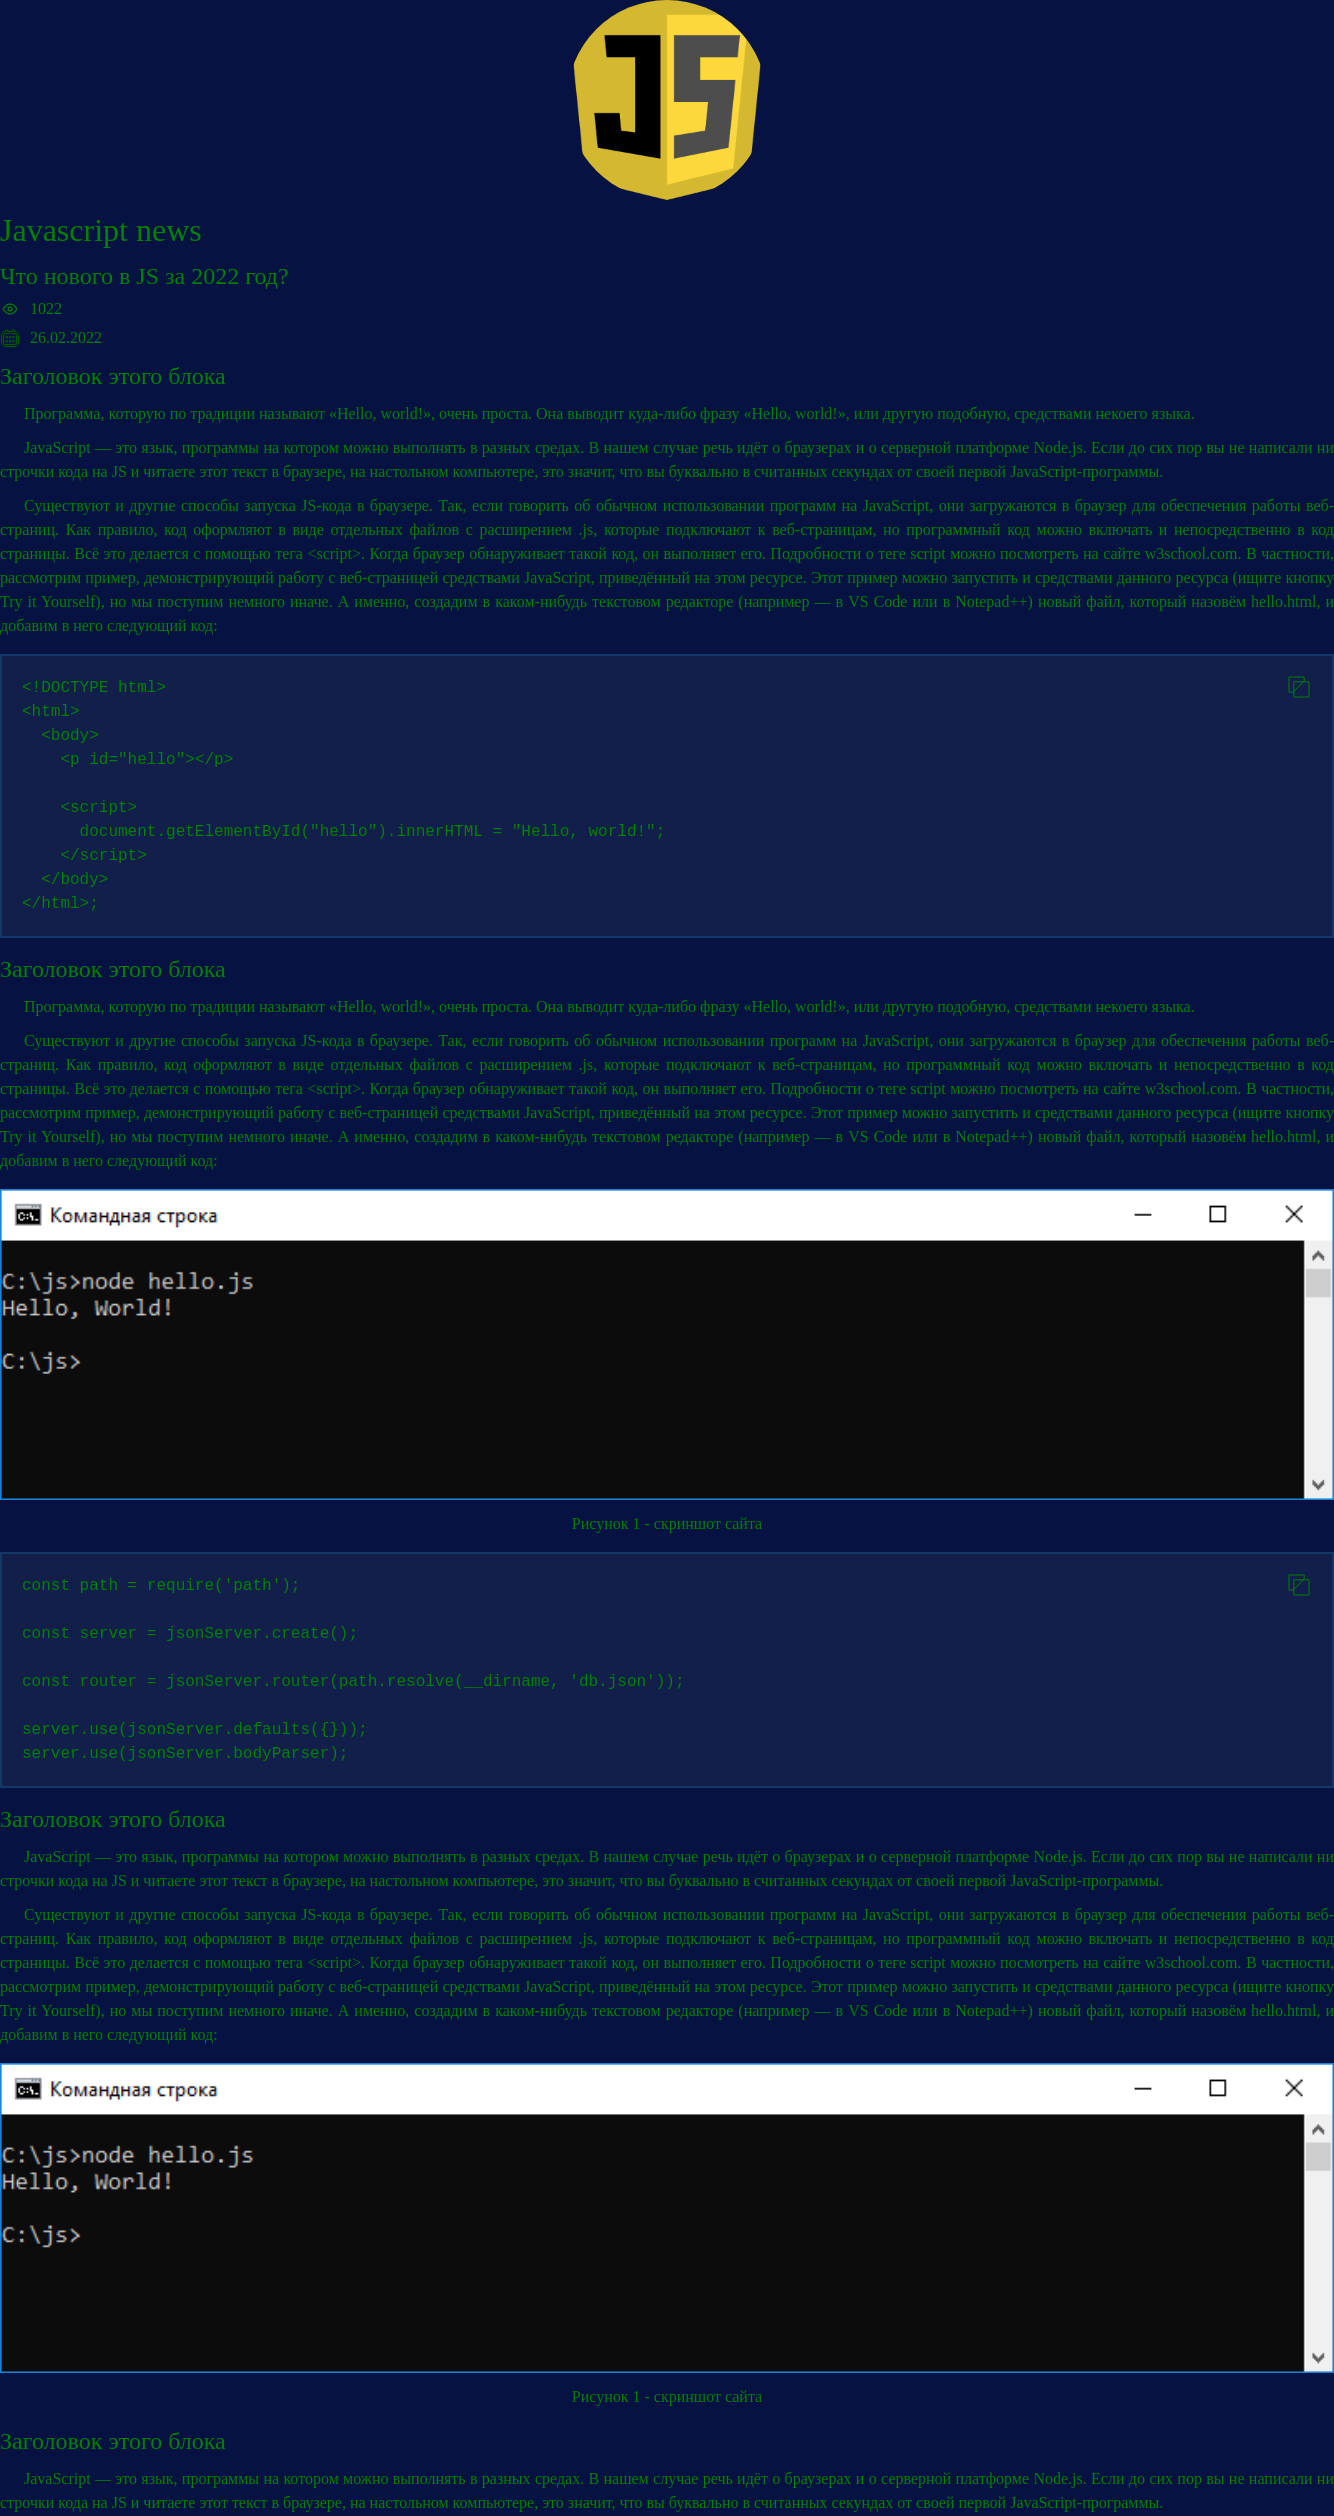 JS
Javascript news
Что нового в JS за 2022 год?
1022
26.02.2022
Заголовок этого блока
Программа, которую по традиции называют «Hello, world!», очень проста. Она выводит куда-либо фразу «Hello, world!», или другую подобную, средствами некоего языка.
JavaScript — это язык, программы на котором можно выполнять в разных средах. В нашем случае речь идёт о браузерах и о серверной платформе Node.js. Если до сих пор вы не написали ни
строчки кода на JS и читаете этот текст в браузере, на настольном компьютере, это значит, что вы буквально в считанных секундах от своей первой JavaScript-программы.
Существуют и другие способы запуска JS-кода в браузере. Так, если говорить об обычном использовании программ на JavaScript, они загружаются в браузер для обеспечения работы веб-
страниц. Как правило, код оформляют в виде отдельных файлов с расширением .js, которые подключают к веб-страницам, но программный код можно включать и непосредственно в код
страницы. Всё это делается с помощью тега <script>. Когда браузер обнаруживает такой код, он выполняет его. Подробности о теге script можно посмотреть на сайте w3school.com. В частности,
рассмотрим пример, демонстрирующий работу с веб-страницей средствами JavaScript, приведённый на этом ресурсе. Этот пример можно запустить и средствами данного ресурса (ищите кнопку
Try it Yourself), но мы поступим немного иначе. А именно, создадим в каком-нибудь текстовом редакторе (например — в VS Code или в Notepad++) новый файл, который назовём hello.html, и
добавим в него следующий код:
<!DOCTYPE html>
<html>
  <body>
    <p id="hello"></p>
    <script>
      document.getElementById("hello").innerHTML = "Hello, world!";
    </script>
  </body>
</html>;
Заголовок этого блока
Программа, которую по традиции называют «Hello, world!», очень проста. Она выводит куда-либо фразу «Hello, world!», или другую подобную, средствами некоего языка.
Существуют и другие способы запуска JS-кода в браузере. Так, если говорить об обычном использовании программ на JavaScript, они загружаются в браузер для обеспечения работы веб-
страниц. Как правило, код оформляют в виде отдельных файлов с расширением .js, которые подключают к веб-страницам, но программный код можно включать и непосредственно в код
страницы. Всё это делается с помощью тега <script>. Когда браузер обнаруживает такой код, он выполняет его. Подробности о теге script можно посмотреть на сайте w3school.com. В частности,
рассмотрим пример, демонстрирующий работу с веб-страницей средствами JavaScript, приведённый на этом ресурсе. Этот пример можно запустить и средствами данного ресурса (ищите кнопку
Try it Yourself), но мы поступим немного иначе. А именно, создадим в каком-нибудь текстовом редакторе (например — в VS Code или в Notepad++) новый файл, который назовём hello.html, и
добавим в него следующий код:
C:\. Командная строка
C:\js>node hello.js
Hello, World!
C:\js>
Рисунок 1 - скриншот сайта
const path = require('path');
const server = jsonServer.create();
const router = jsonServer.router(path.resolve(__dirname, 'db.json'));
server.use(jsonServer.defaults({}));
server.use(jsonServer.bodyParser);
Заголовок этого блока
JavaScript — это язык, программы на котором можно выполнять в разных средах. В нашем случае речь идёт о браузерах и о серверной платформе Node.js. Если до сих пор вы не написали ни
строчки кода на JS и читаете этот текст в браузере, на настольном компьютере, это значит, что вы буквально в считанных секундах от своей первой JavaScript-программы.
Существуют и другие способы запуска JS-кода в браузере. Так, если говорить об обычном использовании программ на JavaScript, они загружаются в браузер для обеспечения работы веб-
страниц. Как правило, код оформляют в виде отдельных файлов с расширением .js, которые подключают к веб-страницам, но программный код можно включать и непосредственно в код
страницы. Всё это делается с помощью тега <script>. Когда браузер обнаруживает такой код, он выполняет его. Подробности о теге script можно посмотреть на сайте w3school.com. В частности,
рассмотрим пример, демонстрирующий работу с веб-страницей средствами JavaScript, приведённый на этом ресурсе. Этот пример можно запустить и средствами данного ресурса (ищите кнопку
Try it Yourself), но мы поступим немного иначе. А именно, создадим в каком-нибудь текстовом редакторе (например — в VS Code или в Notepad++) новый файл, который назовём hello.html, и
добавим в него следующий код:
C:\. Командная строка
C:\js>node hello.js
Hello, World!
C:\js>
Рисунок 1 - скриншот сайта
Заголовок этого блока
JavaScript — это язык, программы на котором можно выполнять в разных средах. В нашем случае речь идёт о браузерах и о серверной платформе Node.js. Если до сих пор вы не написали ни
строчки кода на JS и читаете этот текст в браузере, на настольном компьютере, это значит, что вы буквально в считанных секундах от своей первой JavaScript-программы.